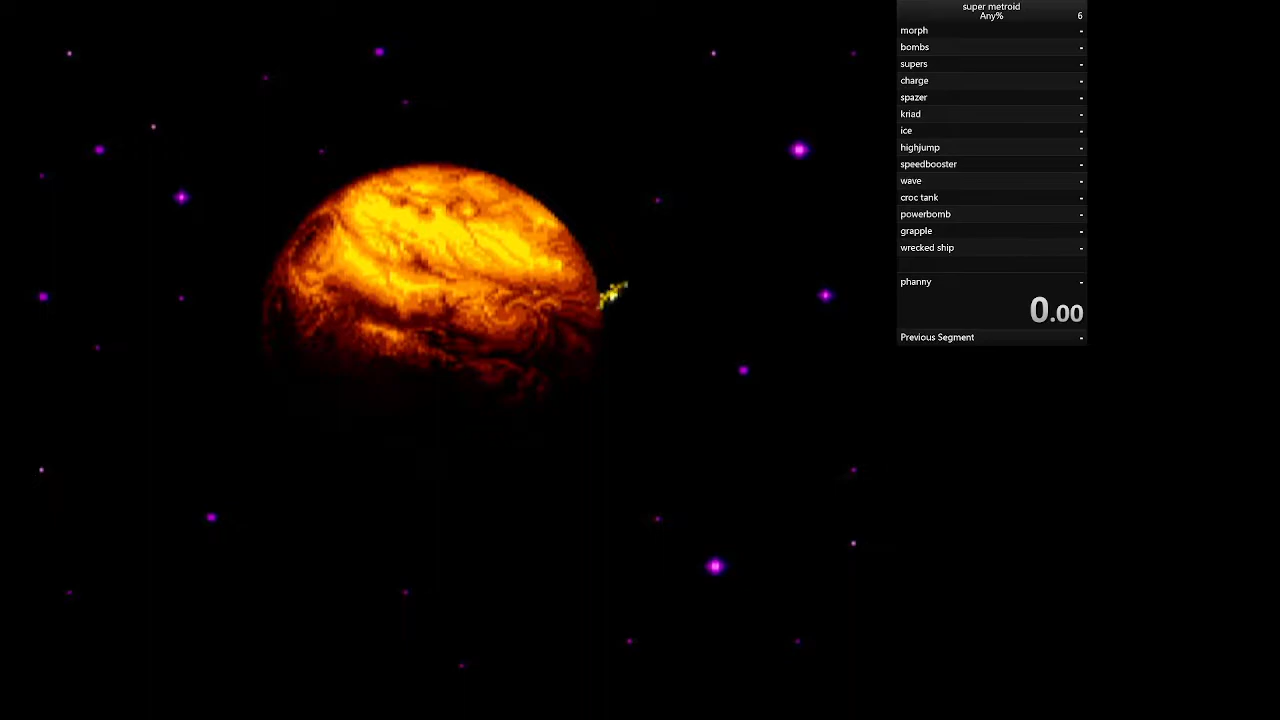 super metroid
Any% 6
morph -
bombs -
supers -
charge -
spazer -
kriad -
ice -
highjump -
speedbooster -
wave -
croc tank -
powerbomb -
grapple -
wrecked ship -
phanny -
0.00
Previous Segment -